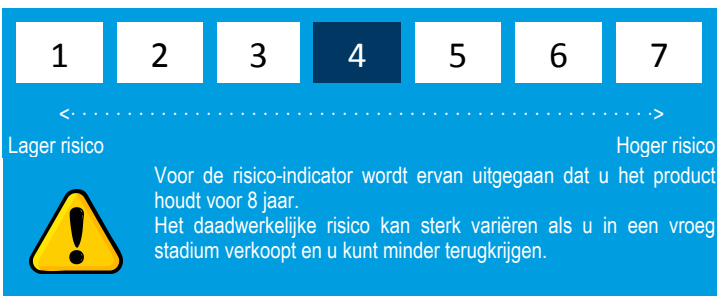 1 2 3 4 5 6 7
<· · · · · · · · · · · · · · · · · · · · · · · · · · · · · · · · · · · · · · · · · · · · · · · · · · · ·>
Lager risico Hoger risico
Voor de risico-indicator wordt ervan uitgegaan dat u het product
houdt voor 8 jaar.
Het daadwerkelijke risico kan sterk variëren als u in een vroeg
stadium verkoopt en u kunt minder terugkrijgen.
!